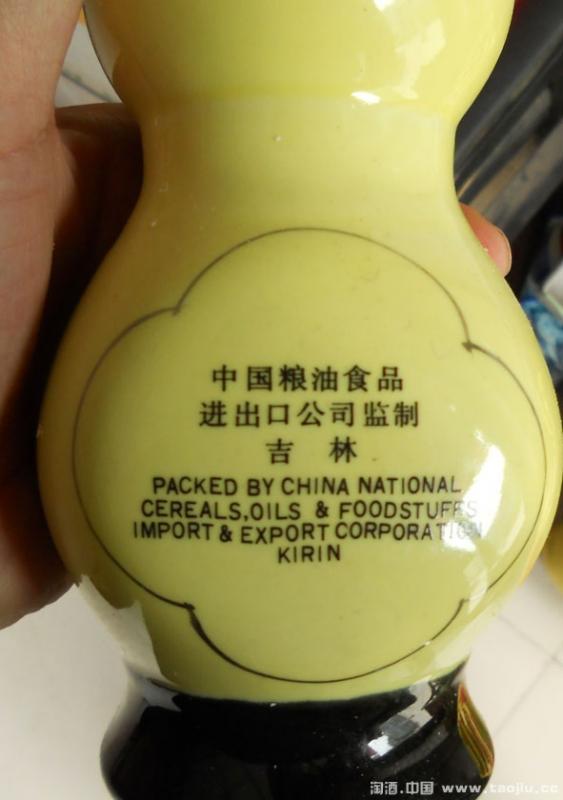 中国粮油食品
进出口公司监制
吉林
PACKED BY CHINA NATIONAL
CEREALS,OILS & FOODSTUFFS
IMPORT & EXPORT CORPORATION
KIRIN
淘酒.中国 www.taojiu.cc